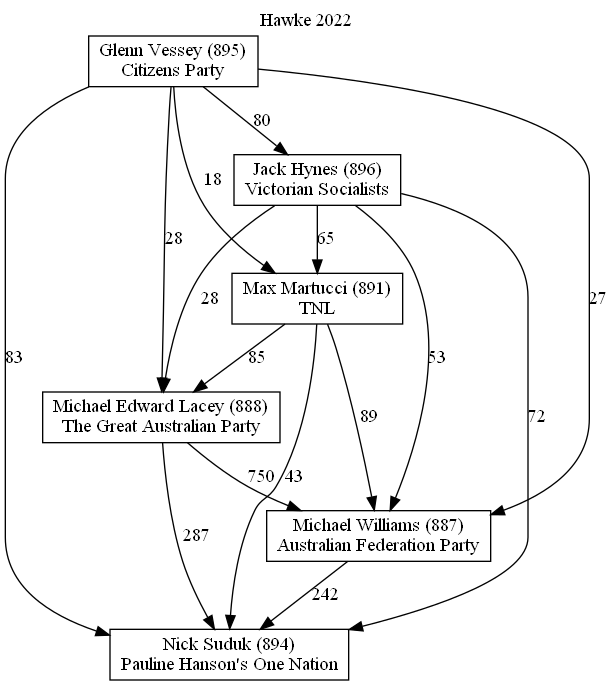 Hawke 2022
Glenn Vessey (895)
Citizens Party
80
Jack Hynes (896)
Victorian Socialists
18
28
65
27
Max Martucci (891)
TNL
28
83
85
53
Michael Edward Lacey (888)
The Great Australian Party
89
72
750
43
Michael Williams (887)
Australian Federation Party
287
242
Nick Suduk (894)
Pauline Hanson's One Nation